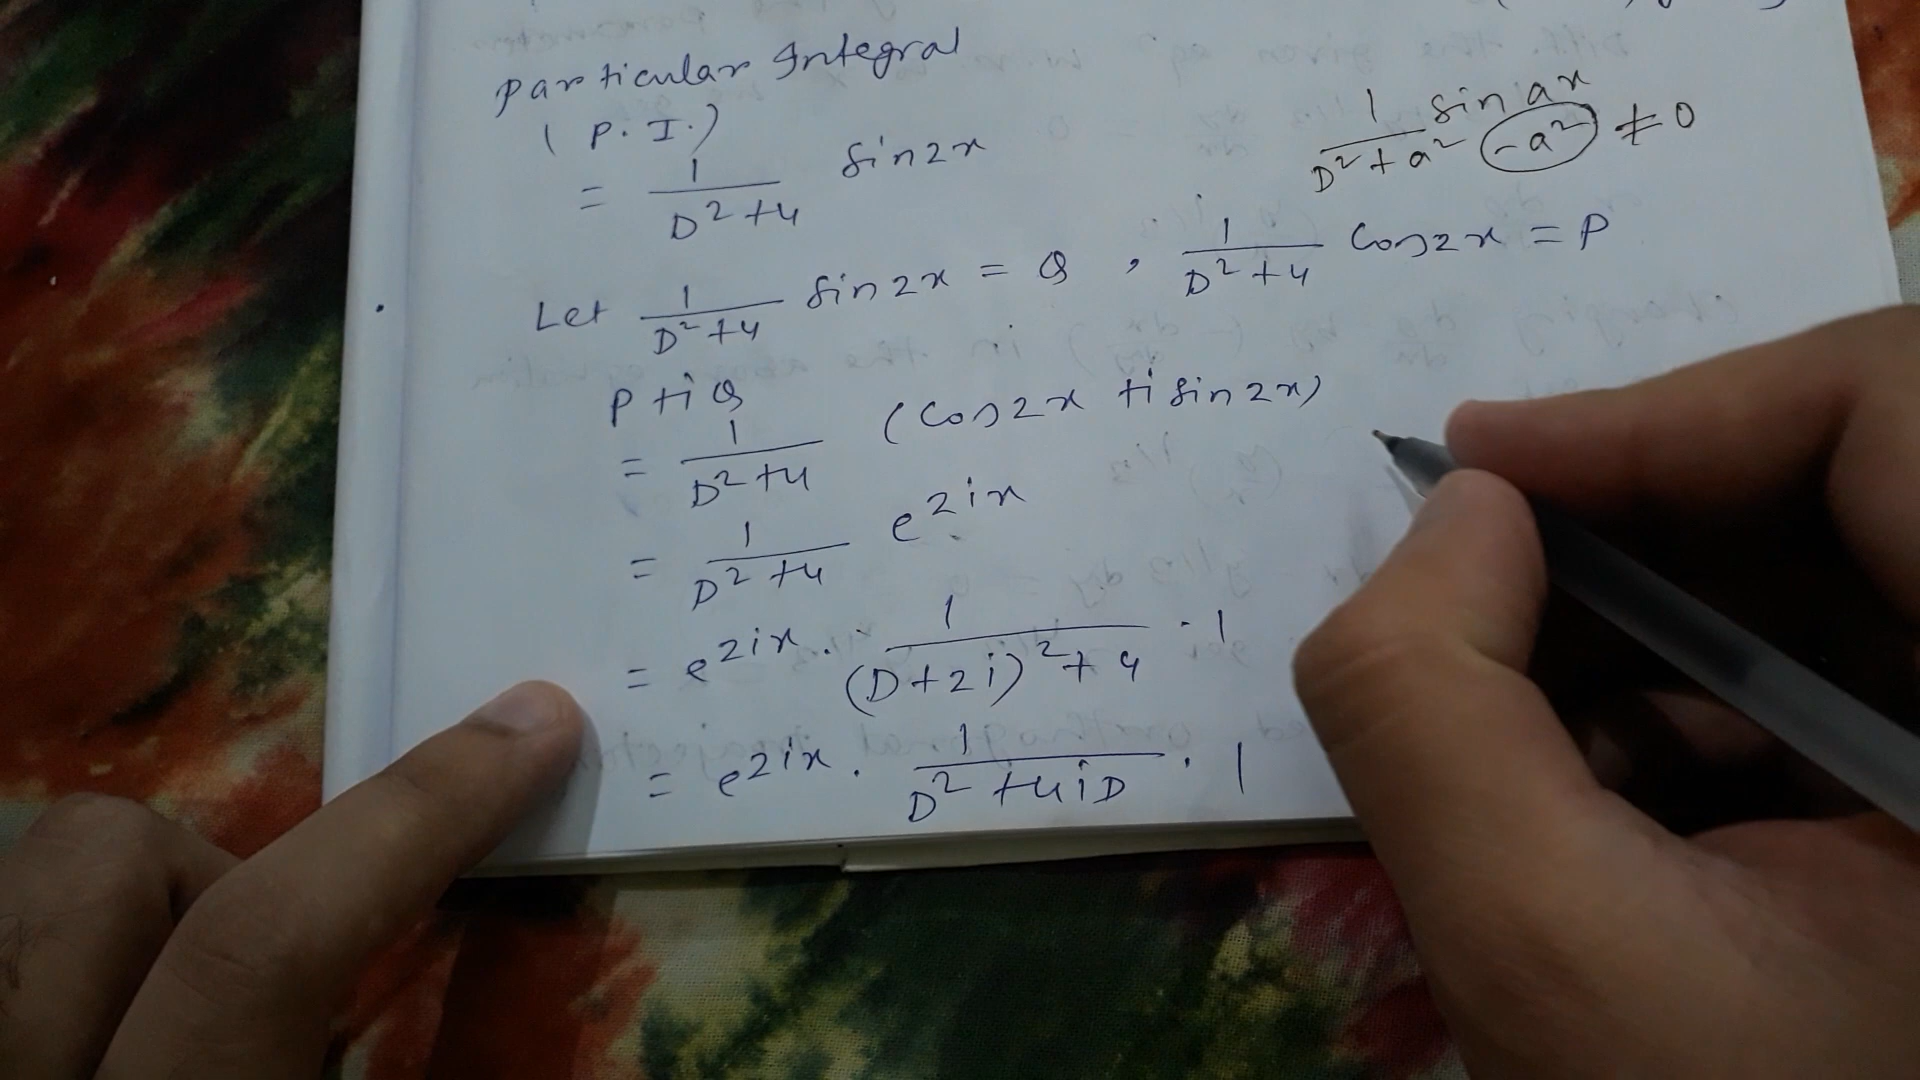 Particular Integral
(P.I.)
= 1/(D²+4) sin2x
1/(D²+a²) sin ax -a² ≠ 0
Let 1/(D²+4) sin2x = Q , 1/(D²+4) Cos2x = P
P+iQ
= 1/(D²+4) (Cos2x +i sin2x)
= 1/(D²+4) e^{2ix}
= e^{2ix} . 1/((D+2i)²+4) . 1
= e^{2ix} . 1/(D²+4iD) . 1